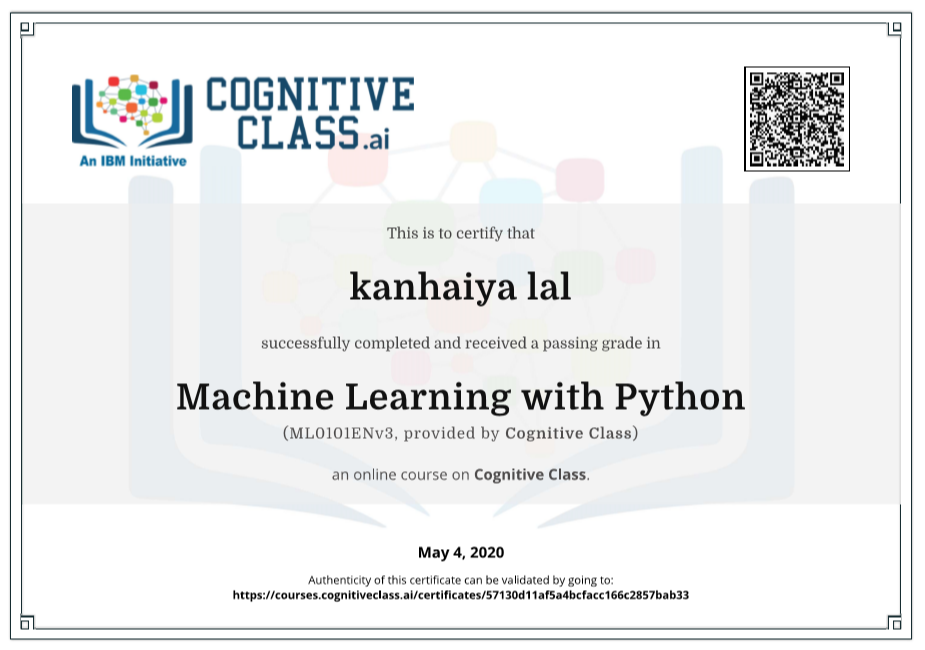 COGNITIVE
CLASS.ai
An IBM Initiative
This is to certify that
kanhaiya lal
successfully completed and received a passing grade in
Machine Learning with Python
(ML0101ENv3, provided by Cognitive Class)
an online course on Cognitive Class.
May 4, 2020
Authenticity of this certificate can be validated by going to:
https://courses.cognitiveclass.ai/certificates/57130d11af5a4bcfacc166c2857bab33